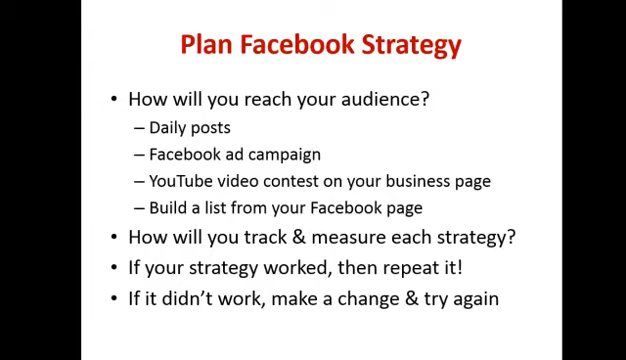 Plan Facebook Strategy
• How will you reach your audience?
– Daily posts
– Facebook ad campaign
– YouTube video contest on your business page
– Build a list from your Facebook page
• How will you track & measure each strategy?
• If your strategy worked, then repeat it!
• If it didn’t work, make a change & try again